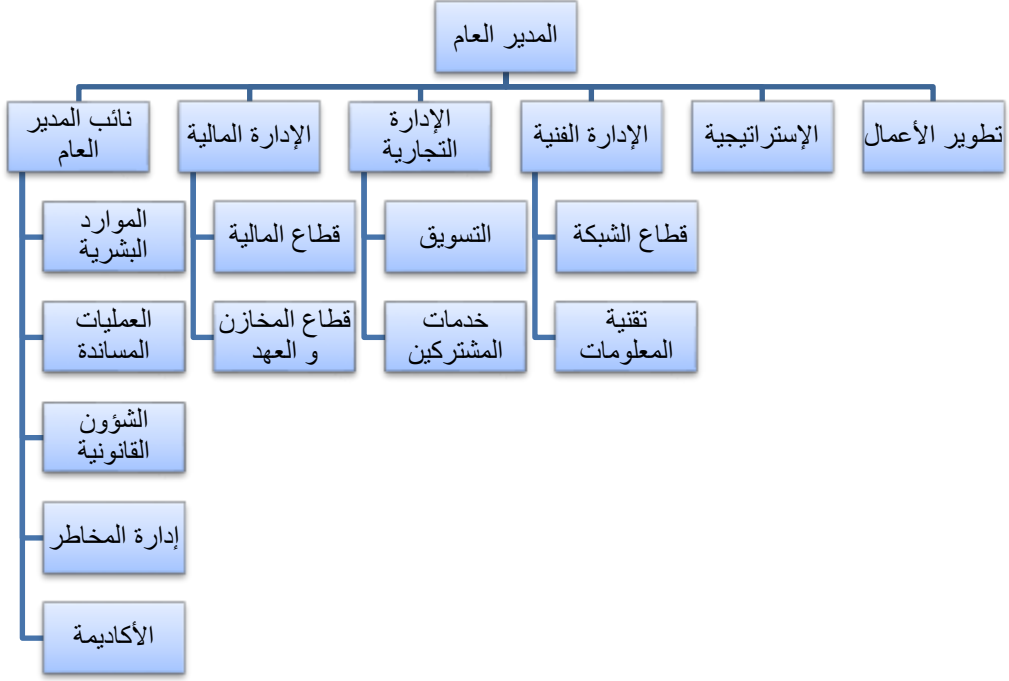 المدير العام
تطوير الأعمال
الإستراتيجية
الإدارة الفنية
الإدارة
التجارية
الإدارة المالية
نائب المدير
العام
قطاع الشبكة
تقنية
المعلومات
التسويق
خدمات
المشتركين
قطاع المالية
قطاع المخازن
و العهد
الموارد
البشرية
العمليات
المساندة
الشؤون
القانونية
إدارة المخاطر
الأكاديمة